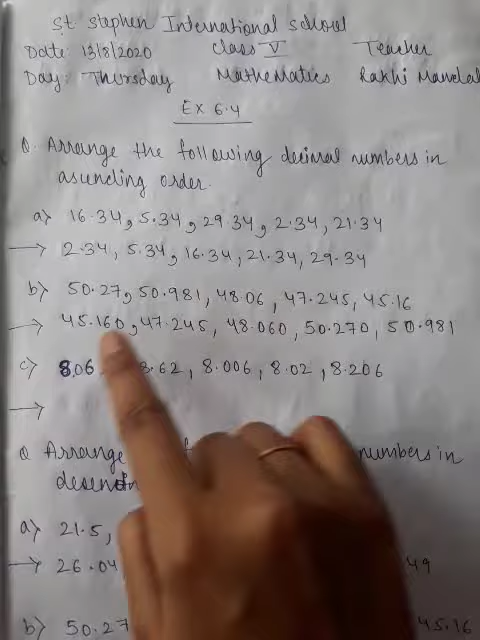 St. Stephen International School
Date: 13/8/2020 Class V Teacher
Day: Thursday Mathematics Rakhi Mandal
Ex 6.4
Q. Arrange the following decimal numbers in
ascending order.
a) 16.34, 5.34, 29.34, 2.34, 21.34
→ 2.34, 5.34, 16.34, 21.34, 29.34
b) 50.27, 50.981, 48.06, 47.245, 45.16
→ 45.160, 47.245, 48.060, 50.270, 50.981
c) 8.06 8.62, 8.006, 8.02, 8.206
→
Q Arrange numbers in
a) 21.5,
→ 26.04 49
b) 50.27 45.16